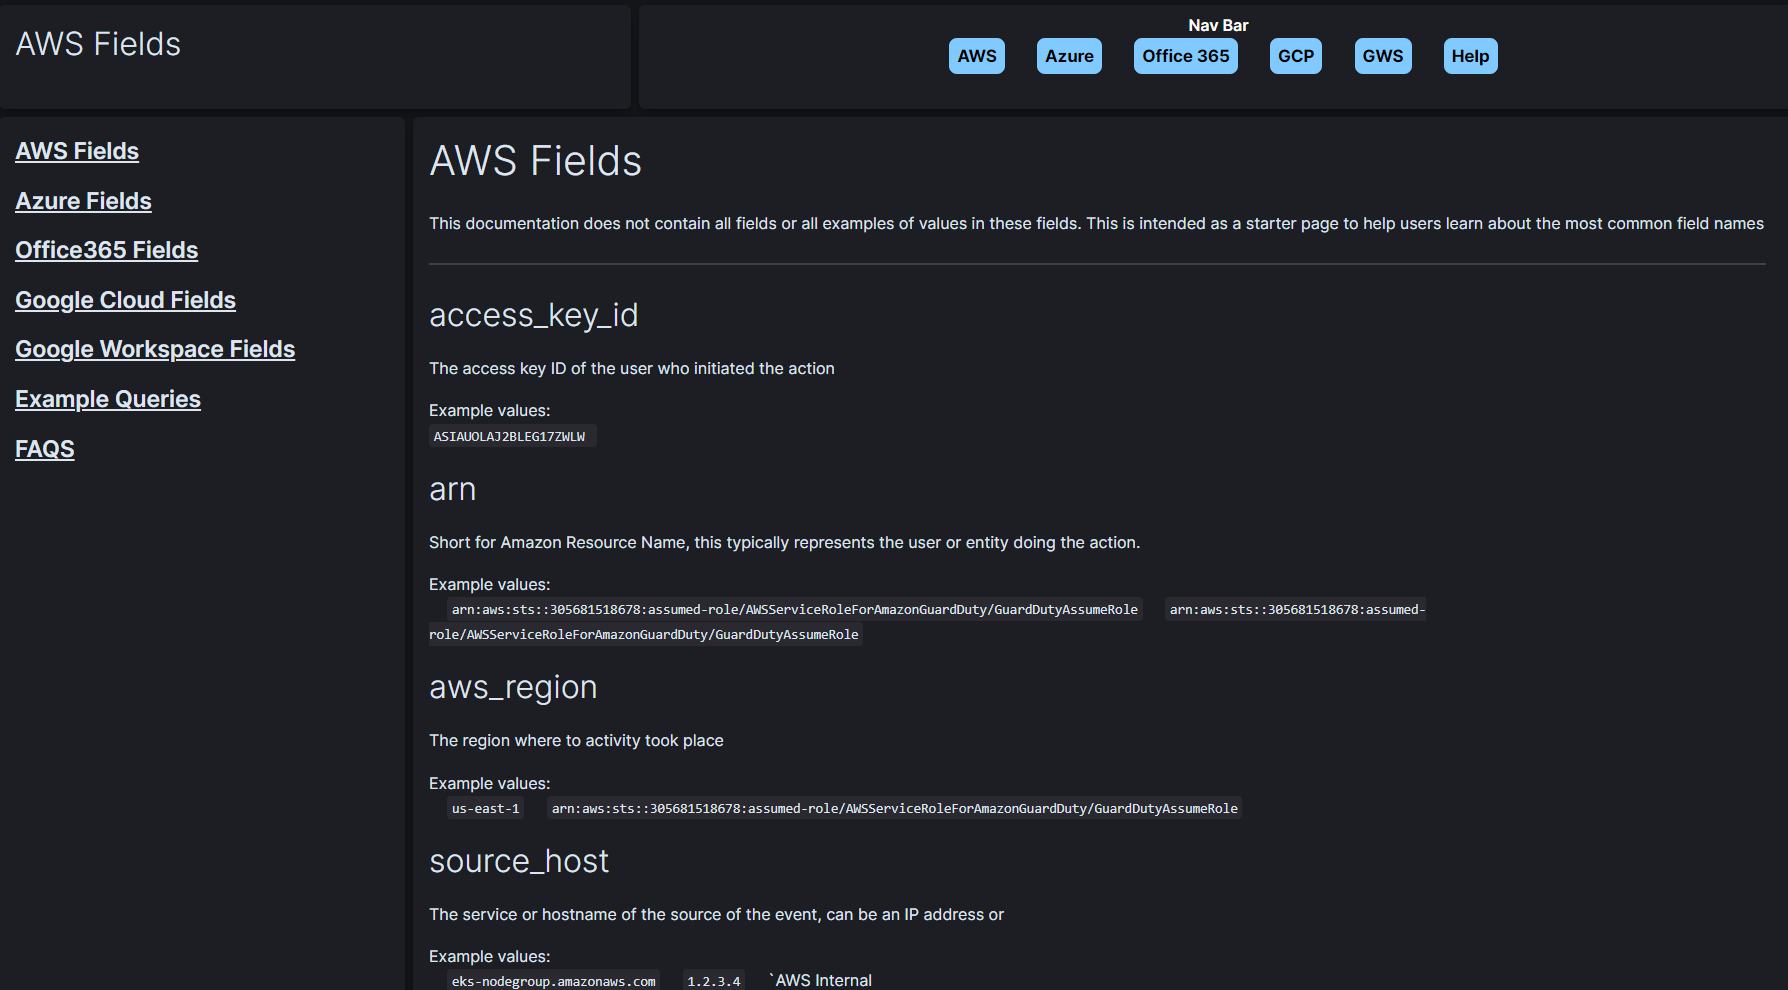 AWS Fields
Nav Bar
AWS Azure Office 365 GCP GWS Help
AWS Fields
Azure Fields
Office365 Fields
Google Cloud Fields
Google Workspace Fields
Example Queries
FAQS
AWS Fields
This documentation does not contain all fields or all examples of values in these fields. This is intended as a starter page to help users learn about the most common field names
access_key_id
The access key ID of the user who initiated the action
Example values:
ASIAUOLAJ2BLEG17ZWLW
arn
Short for Amazon Resource Name, this typically represents the user or entity doing the action.
Example values:
arn:aws:sts::305681518678:assumed-role/AWSServiceRoleForAmazonGuardDuty/GuardDutyAssumeRole arn:aws:sts::305681518678:assumed-
role/AWSServiceRoleForAmazonGuardDuty/GuardDutyAssumeRole
aws_region
The region where to activity took place
Example values:
us-east-1 arn:aws:sts::305681518678:assumed-role/AWSServiceRoleForAmazonGuardDuty/GuardDutyAssumeRole
source_host
The service or hostname of the source of the event, can be an IP address or
Example values:
eks-nodegroup.amazonaws.com 1.2.3.4 `AWS Internal